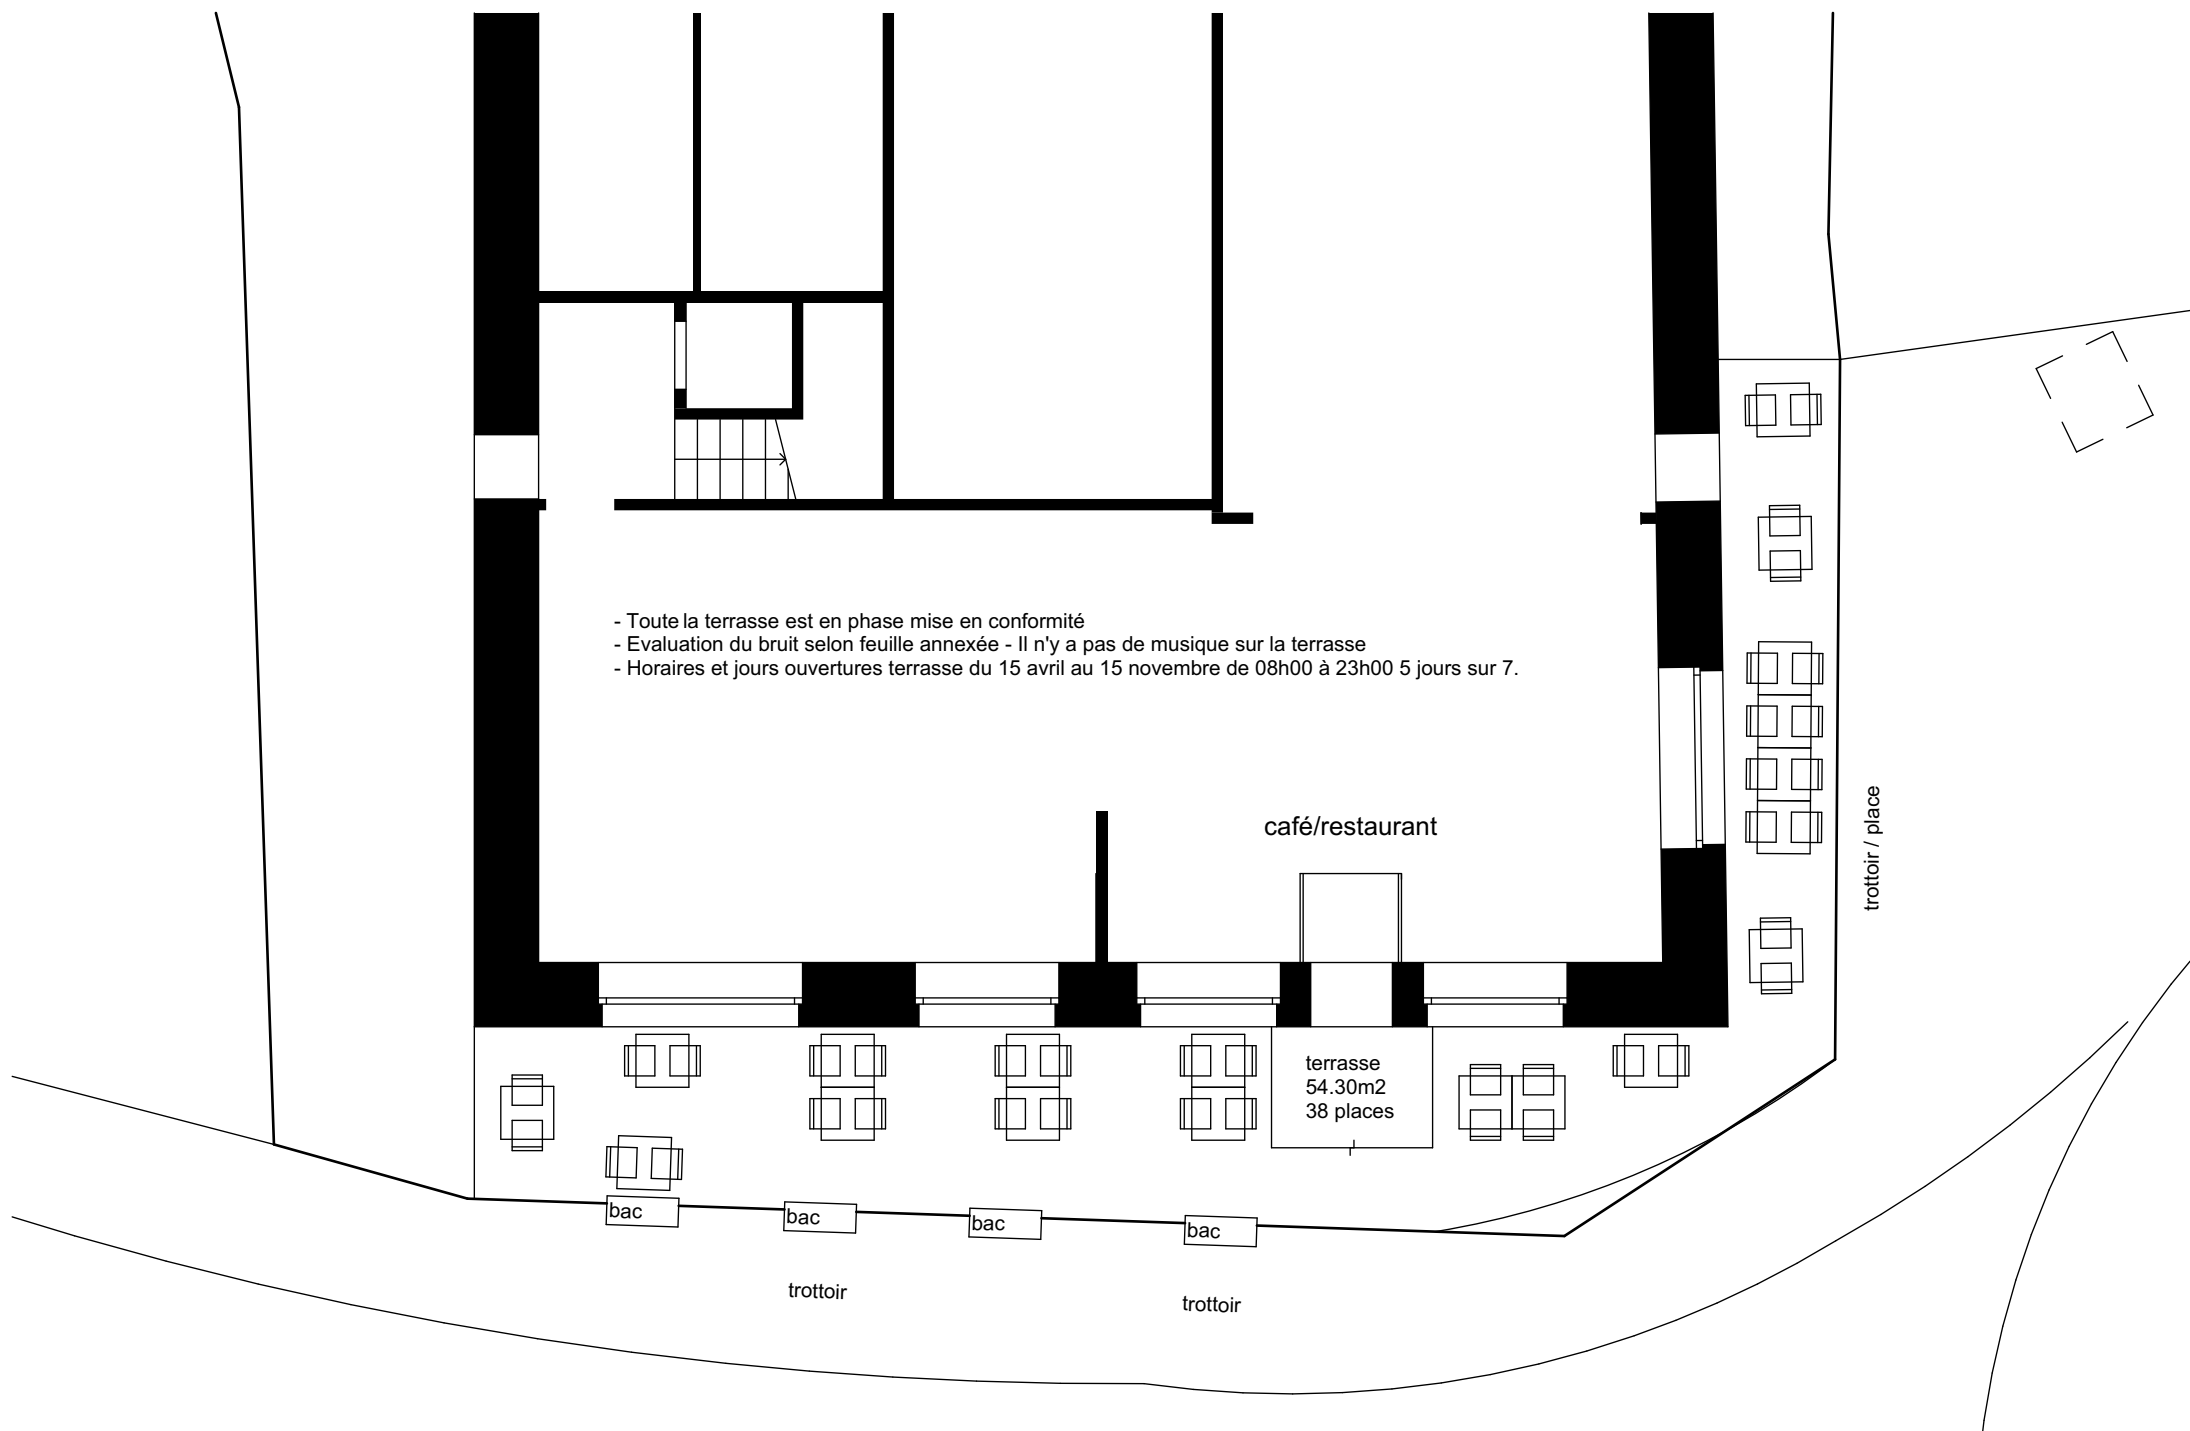 - Toute la terrasse est en phase mise en conformité
- Evaluation du bruit selon feuille annexée - Il n'y a pas de musique sur la terrasse
- Horaires et jours ouvertures terrasse du 15 avril au 15 novembre de 08h00 à 23h00 5 jours sur 7.
café/restaurant
trottoir / place
terrasse
54.30m2
38 places
bac
bac
bac
bac
trottoir
trottoir